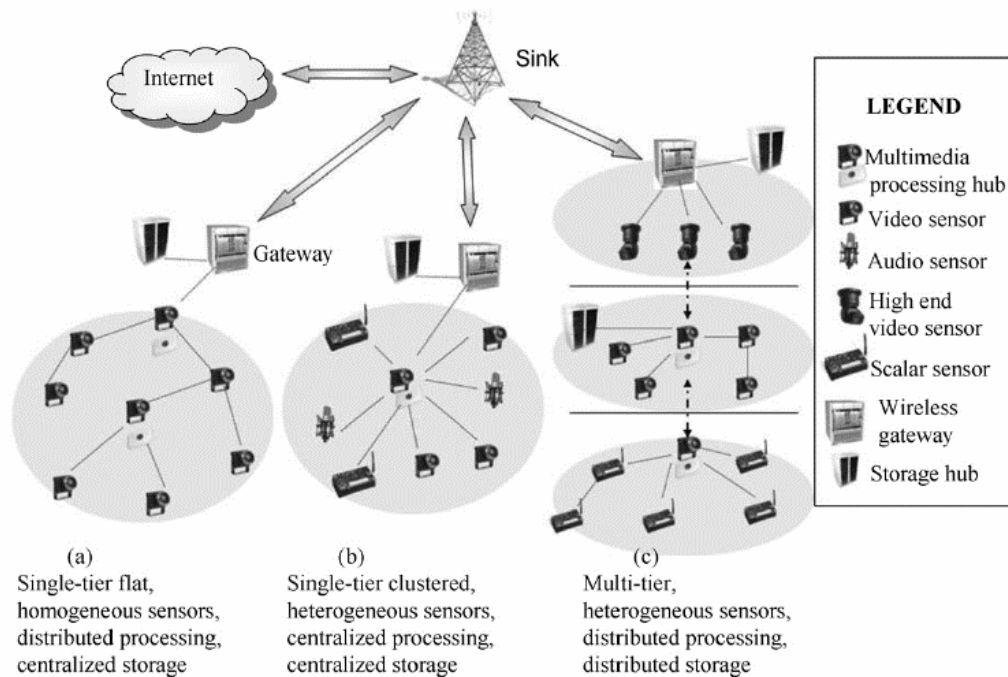 Sink
Internet
Gateway
LEGEND
Multimedia
processing hub
Video sensor
Audio sensor
High end
video sensor
Scalar sensor
Wireless
gateway
Storage hub
(a)
Single-tier flat,
homogeneous sensors,
distributed processing,
centralized storage
(b)
Single-tier clustered,
heterogeneous sensors,
centralized processing,
centralized storage
(c)
Multi-tier,
heterogeneous sensors,
distributed processing,
distributed storage